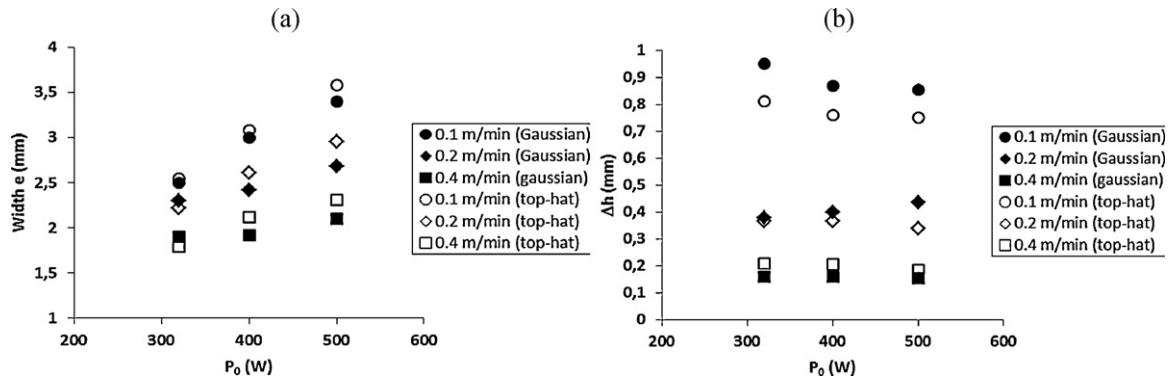 (a)
4
3,5
3
2,5
2
1,5
1
Width e (mm)
200
300
400
500
600
P₀ (W)
0.1 m/min (Gaussian)
0.2 m/min (Gaussian)
0.4 m/min (gaussian)
0.1 m/min (top-hat)
0.2 m/min (top-hat)
0.4 m/min (top-hat)
(b)
1
0,9
0,8
0,7
0,6
0,5
0,4
0,3
0,2
0,1
0
Δh (mm)
200
300
400
500
600
P₀ (W)
0.1 m/min (Gaussian)
0.2 m/min (Gaussian)
0.4 m/min (gaussian)
0.1 m/min (top-hat)
0.2 m/min (top-hat)
0.4 m/min (top-hat)